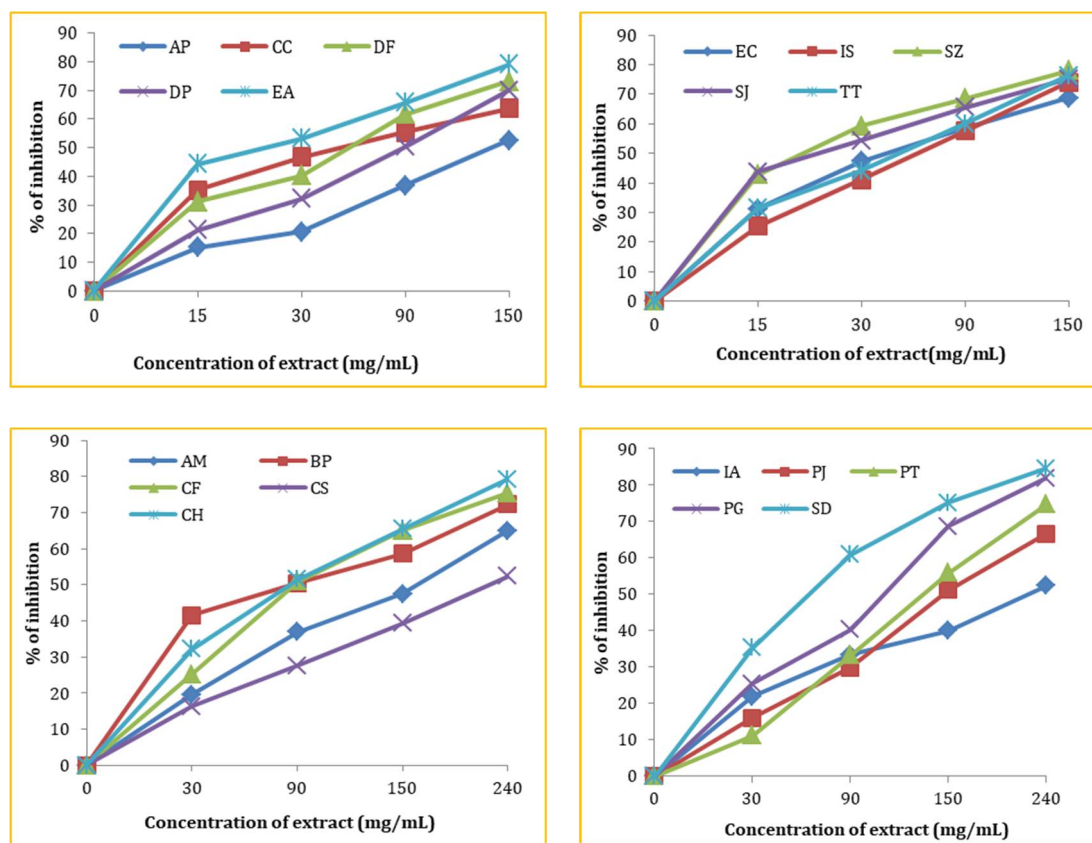 AP CC DF
DP EA
% of inhibition
90
80
70
60
50
40
30
20
10
0
0 15 30 90 150
Concentration of extract (mg/mL)
EC IS SZ
SJ TT
% of inhibition
90
80
70
60
50
40
30
20
10
0
0 15 30 90 150
Concentration of extract(mg/mL)
AM BP
CF CS
CH
% of inhibition
90
80
70
60
50
40
30
20
10
0
0 30 90 150 240
Concentration of extract (mg/mL)
IA PJ PT
PG SD
% of inhibition
90
80
70
60
50
40
30
20
10
0
0 30 90 150 240
Concentration of extract (mg/mL)